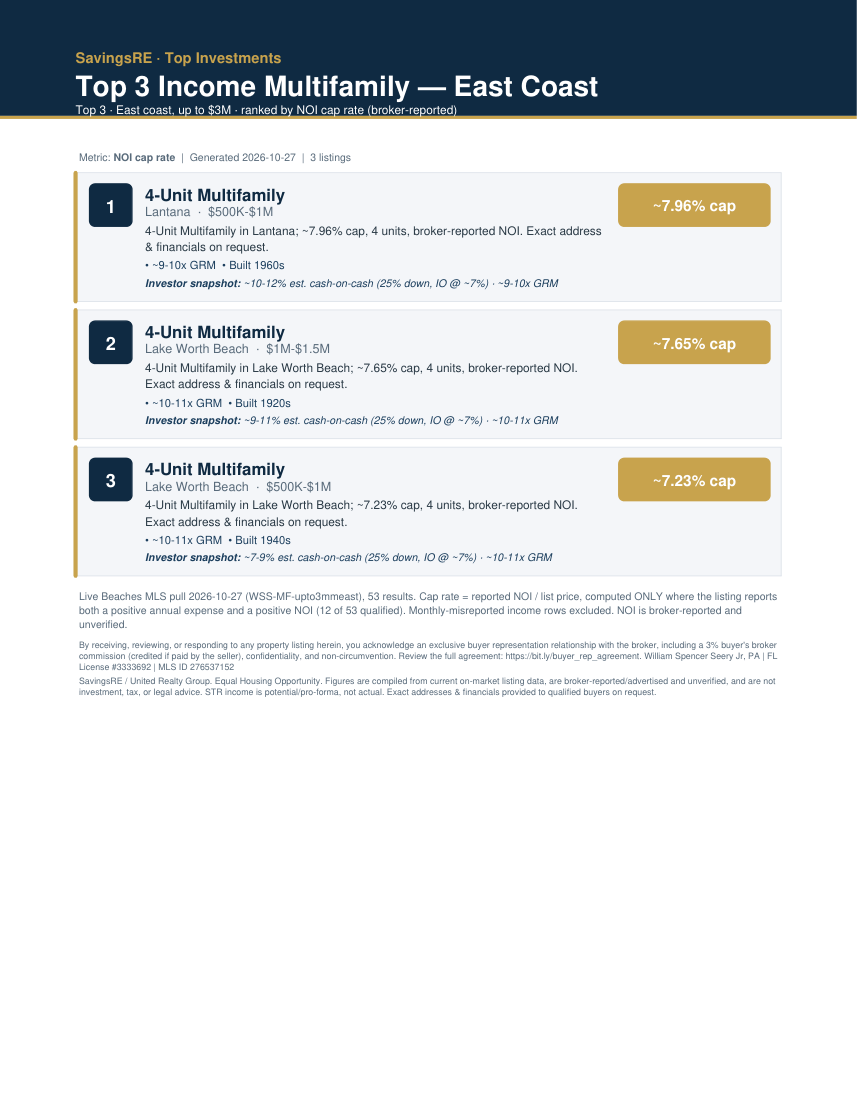 SavingsRE · Top Investments
Top 3 Income Multifamily — East Coast
Top 3 · East coast, up to $3M · ranked by NOI cap rate (broker-reported)
Metric: NOI cap rate | Generated 2026-10-27 | 3 listings
1
4-Unit Multifamily
~7.96% cap
Lantana · $500K-$1M
4-Unit Multifamily in Lantana; ~7.96% cap, 4 units, broker-reported NOI. Exact address
& financials on request.
• ~9-10x GRM • Built 1960s
Investor snapshot: ~10-12% est. cash-on-cash (25% down, IO @ ~7%) · ~9-10x GRM
2
4-Unit Multifamily
~7.65% cap
Lake Worth Beach · $1M-$1.5M
4-Unit Multifamily in Lake Worth Beach; ~7.65% cap, 4 units, broker-reported NOI.
Exact address & financials on request.
• ~10-11x GRM • Built 1920s
Investor snapshot: ~9-11% est. cash-on-cash (25% down, IO @ ~7%) · ~10-11x GRM
3
4-Unit Multifamily
~7.23% cap
Lake Worth Beach · $500K-$1M
4-Unit Multifamily in Lake Worth Beach; ~7.23% cap, 4 units, broker-reported NOI.
Exact address & financials on request.
• ~10-11x GRM • Built 1940s
Investor snapshot: ~7-9% est. cash-on-cash (25% down, IO @ ~7%) · ~10-11x GRM
Live Beaches MLS pull 2026-10-27 (WSS-MF-upto3mmeast), 53 results. Cap rate = reported NOI / list price, computed ONLY where the listing reports
both a positive annual expense and a positive NOI (12 of 53 qualified). Monthly-misreported income rows excluded. NOI is broker-reported and
unverified.
By receiving, reviewing, or responding to any property listing herein, you acknowledge an exclusive buyer representation relationship with the broker, including a 3% buyer's broker
commission (credited if paid by the seller), confidentiality, and non-circumvention. Review the full agreement: https://bit.ly/buyer_rep_agreement. William Spencer Seery Jr, PA | FL
License #3333692 | MLS ID 276537152
SavingsRE / United Realty Group. Equal Housing Opportunity. Figures are compiled from current on-market listing data, are broker-reported/advertised and unverified, and are not
investment, tax, or legal advice. STR income is potential/pro-forma, not actual. Exact addresses & financials provided to qualified buyers on request.